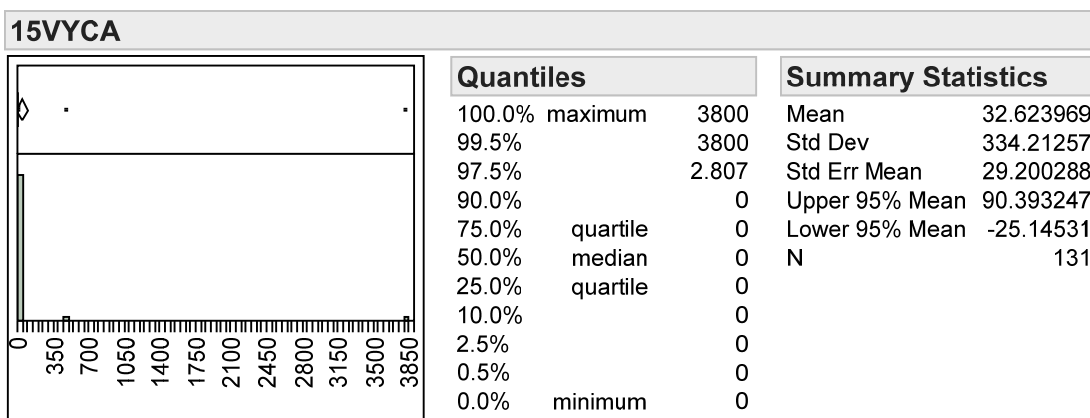 15VYCA
0 350 700 1050 1400 1750 2100 2450 2800 3150 3500 3850
Quantiles
100.0% maximum 3800
99.5% 3800
97.5% 2.807
90.0% 0
75.0% quartile 0
50.0% median 0
25.0% quartile 0
10.0% 0
2.5% 0
0.5% 0
0.0% minimum 0
Summary Statistics
Mean 32.623969
Std Dev 334.21257
Std Err Mean 29.200288
Upper 95% Mean 90.393247
Lower 95% Mean -25.14531
N 131